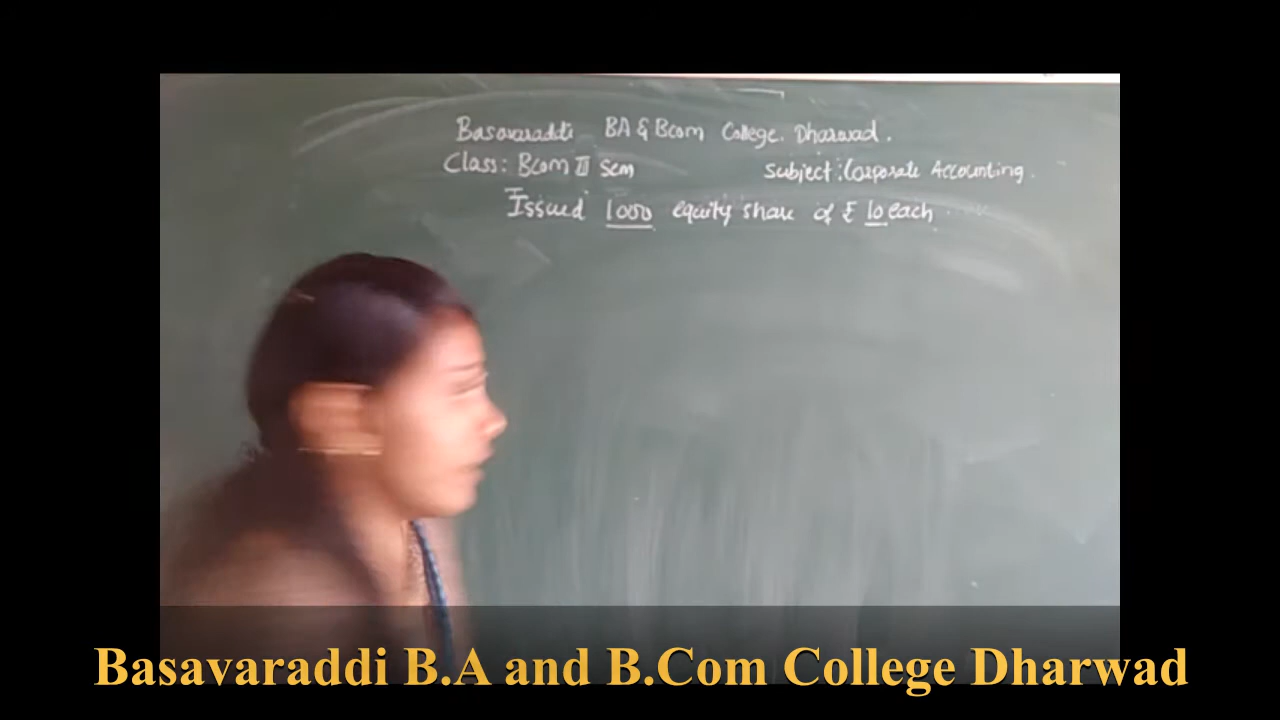 Basavaraddi BA & Bcom College. Dharwad.
Class: Bcom III Sem Subject: Corporate Accounting.
Issued 1000 equity share of ₹ 10 each
Basavaraddi B.A and B.Com College Dharwad